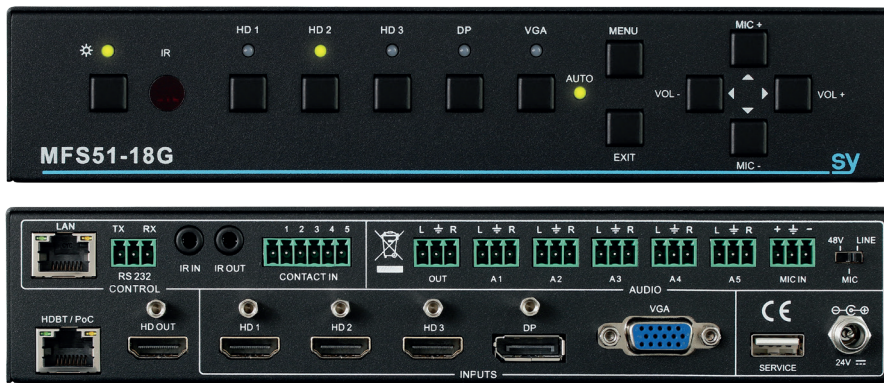 HD 1 HD 2 HD 3 DP VGA MENU MIC +
IR
AUTO
VOL - VOL +
MFS51-18G EXIT MIC - sy
LAN TX RX 1 2 3 4 5 L R L R L R L R L R L R + - 48V LINE
RS 232 IR IN IR OUT CONTACT IN OUT A1 A2 A3 A4 A5 MIC IN MIC
CONTROL AUDIO
HDBT / PoC HD OUT HD 1 HD 2 HD 3 DP VGA CE
SERVICE 24V
INPUTS